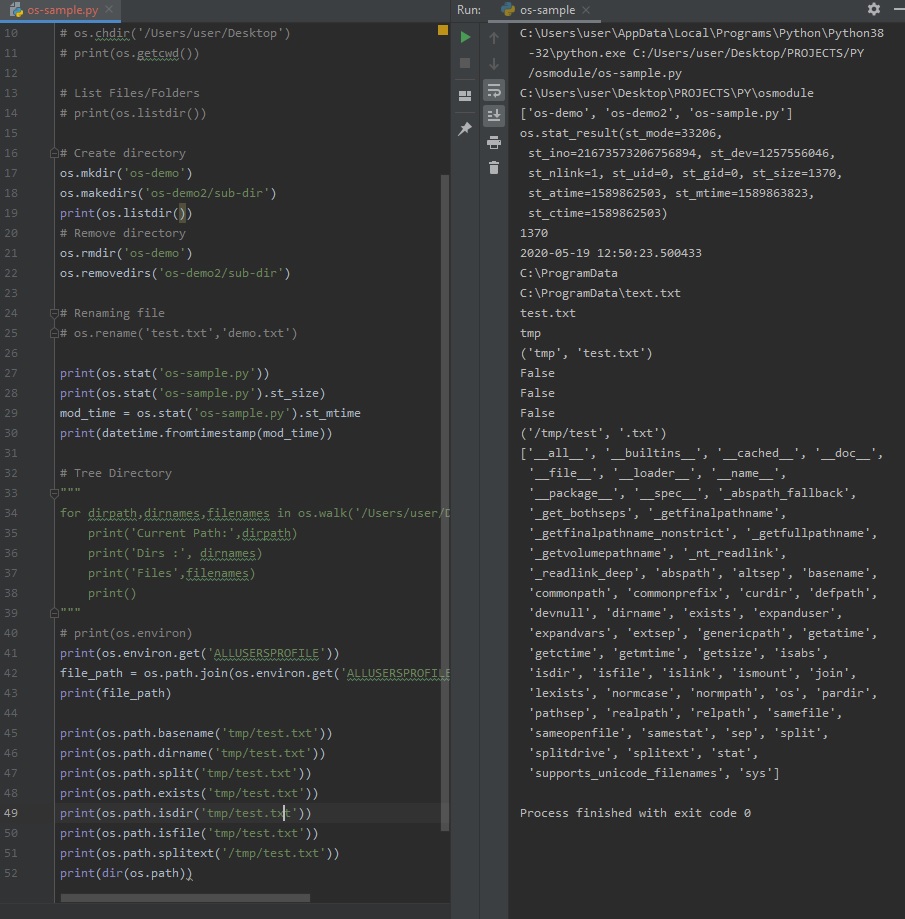 os-sample.py
10 # os.chdir('/Users/user/Desktop')
11 # print(os.getcwd())
12
13 # List Files/Folders
14 # print(os.listdir())
15
16 # Create directory
17 os.mkdir('os-demo')
18 os.makedirs('os-demo2/sub-dir')
19 print(os.listdir())
20 # Remove directory
21 os.rmdir('os-demo')
22 os.removedirs('os-demo2/sub-dir')
23
24 # Renaming file
25 # os.rename('test.txt','demo.txt')
26
27 print(os.stat('os-sample.py'))
28 print(os.stat('os-sample.py').st_size)
29 mod_time = os.stat('os-sample.py').st_mtime
30 print(datetime.fromtimestamp(mod_time))
31
32 # Tree Directory
33 """
34 for dirpath,dirnames,filenames in os.walk('/Users/user/D
35 print('Current Path:',dirpath)
36 print('Dirs :', dirnames)
37 print('Files',filenames)
38 print()
39 """
40 # print(os.environ)
41 print(os.environ.get('ALLUSERSPROFILE'))
42 file_path = os.path.join(os.environ.get('ALLUSERSPROFILE
43 print(file_path)
44
45 print(os.path.basename('tmp/test.txt'))
46 print(os.path.dirname('tmp/test.txt'))
47 print(os.path.split('tmp/test.txt'))
48 print(os.path.exists('tmp/test.txt'))
49 print(os.path.isdir('tmp/test.txt'))
50 print(os.path.isfile('tmp/test.txt'))
51 print(os.path.splitext('/tmp/test.txt'))
52 print(dir(os.path))
Run: os-sample
C:\Users\user\AppData\Local\Programs\Python\Python38
-32\python.exe C:/Users/user/Desktop/PROJECTS/PY
/osmodule/os-sample.py
C:\Users\user\Desktop\PROJECTS\PY\osmodule
['os-demo', 'os-demo2', 'os-sample.py']
os.stat_result(st_mode=33206,
st_ino=21673573206756894, st_dev=1257556046,
st_nlink=1, st_uid=0, st_gid=0, st_size=1370,
st_atime=1589862503, st_mtime=1589863823,
st_ctime=1589862503)
1370
2020-05-19 12:50:23.500433
C:\ProgramData
C:\ProgramData\text.txt
test.txt
tmp
('tmp', 'test.txt')
False
False
False
('/tmp/test', '.txt')
['__all__', '__builtins__', '__cached__', '__doc__',
'__file__', '__loader__', '__name__',
'__package__', '__spec__', '_abspath_fallback',
'_get_bothseps', '_getfinalpathname',
'_getfinalpathname_nonstrict', '_getfullpathname',
'_getvolumepathname', '_nt_readlink',
'_readlink_deep', 'abspath', 'altsep', 'basename',
'commonpath', 'commonprefix', 'curdir', 'defpath',
'devnull', 'dirname', 'exists', 'expanduser',
'expandvars', 'extsep', 'genericpath', 'getatime',
'getctime', 'getmtime', 'getsize', 'isabs',
'isdir', 'isfile', 'islink', 'ismount', 'join',
'lexists', 'normcase', 'normpath', 'os', 'pardir',
'pathsep', 'realpath', 'relpath', 'samefile',
'sameopenfile', 'samestat', 'sep', 'split',
'splitdrive', 'splitext', 'stat',
'supports_unicode_filenames', 'sys']
Process finished with exit code 0